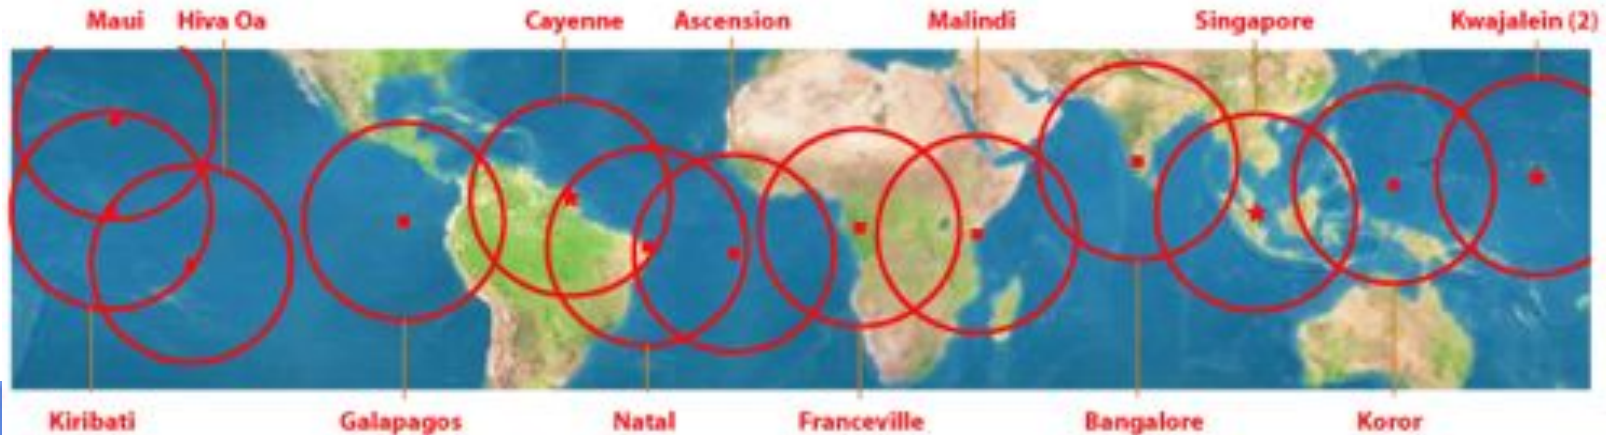 Maui Hiva Oa Cayenne Ascension Malindi Singapore Kwajalein (2)
Kiribati Galapagos Natal Franceville Bangalore Koror